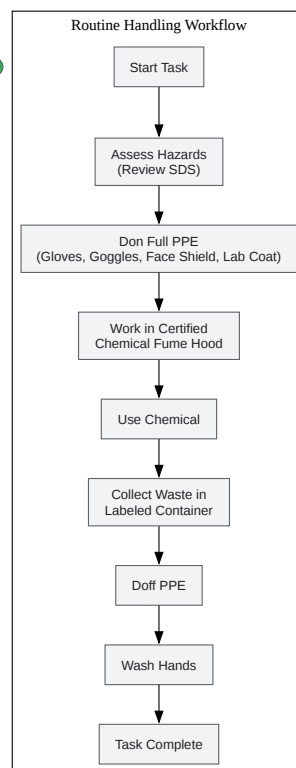 Routine Handling Workflow
Start Task
Assess Hazards
(Review SDS)
Don Full PPE
(Gloves, Goggles, Face Shield, Lab Coat)
Work in Certified
Chemical Fume Hood
Use Chemical
Collect Waste in
Labeled Container
Doff PPE
Wash Hands
Task Complete